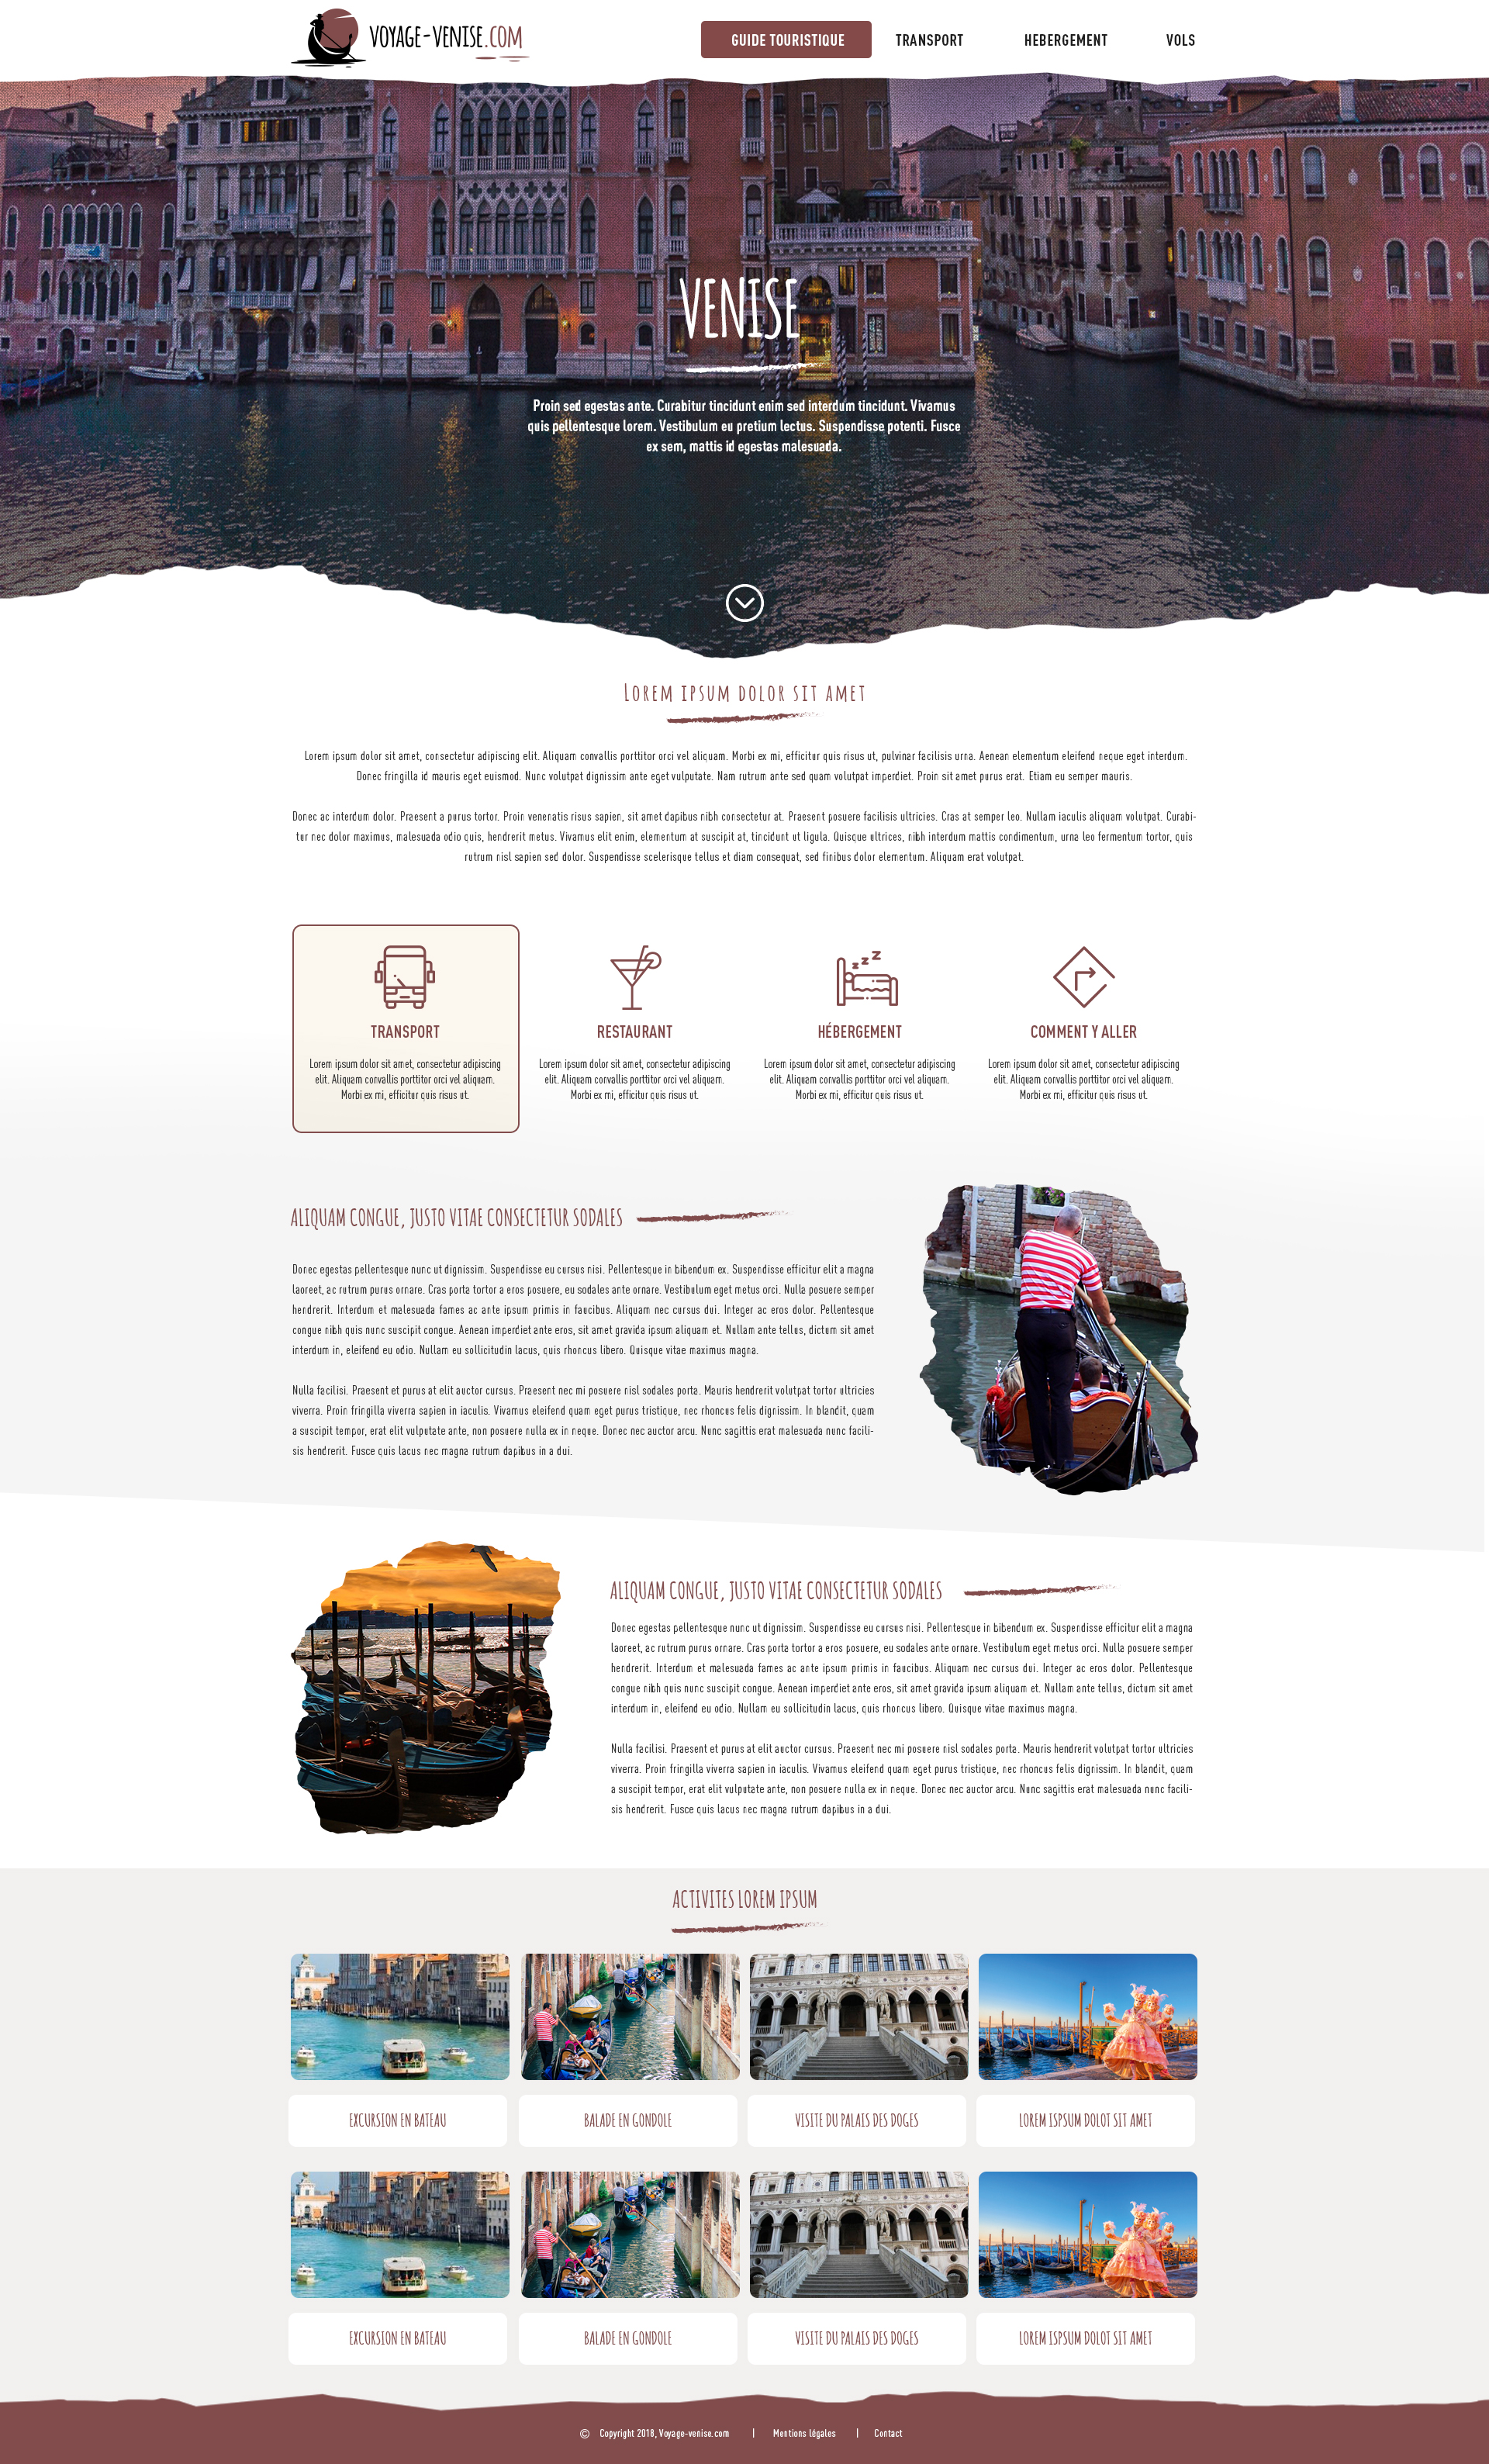 VOYAGE-VENISE.COM
GUIDE TOURISTIQUE
TRANSPORT
HEBERGEMENT
VOLS
VENISE
Proin sed egestas ante. Curabitur tincidunt enim sed interdum tincidunt. Vivamus
quis pellentesque lorem. Vestibulum eu pretium lectus. Suspendisse potenti. Fusce
ex sem, mattis id egestas malesuada.
LOREM IPSUM DOLOR SIT AMET
Lorem ipsum dolor sit amet, consectetur adipiscing elit. Aliquam convallis porttitor orci vel aliquam. Morbi ex mi, efficitur quis risus ut, pulvinar facilisis urna. Aenean elementum eleifend neque eget interdum.
Donec fringilla id mauris eget euismod. Nunc volutpat dignissim ante eget vulputate. Nam rutrum ante sed quam volutpat imperdiet. Proin sit amet purus erat. Etiam eu semper mauris.
Donec ac interdum dolor. Praesent a purus tortor. Proin venenatis risus sapien, sit amet dapibus nibh consectetur at. Praesent posuere facilisis ultricies. Cras at semper leo. Nullam iaculis aliquam volutpat. Curabi-
tur nec dolor maximus, malesuada odio quis, hendrerit metus. Vivamus elit enim, elementum at suscipit at, tincidunt ut ligula. Quisque ultrices, nibh interdum mattis condimentum, urna leo fermentum tortor, quis
rutrum nisl sapien sed dolor. Suspendisse scelerisque tellus et diam consequat, sed finibus dolor elementum. Aliquam erat volutpat.
TRANSPORT
Lorem ipsum dolor sit amet, consectetur adipiscing
elit. Aliquam convallis porttitor orci vel aliquam.
Morbi ex mi, efficitur quis risus ut.
RESTAURANT
Lorem ipsum dolor sit amet, consectetur adipiscing
elit. Aliquam convallis porttitor orci vel aliquam.
Morbi ex mi, efficitur quis risus ut.
HÉBERGEMENT
Lorem ipsum dolor sit amet, consectetur adipiscing
elit. Aliquam convallis porttitor orci vel aliquam.
Morbi ex mi, efficitur quis risus ut.
COMMENT Y ALLER
Lorem ipsum dolor sit amet, consectetur adipiscing
elit. Aliquam convallis porttitor orci vel aliquam.
Morbi ex mi, efficitur quis risus ut.
ALIQUAM CONGUE, JUSTO VITAE CONSECTETUR SODALES
Donec egestas pellentesque nunc ut dignissim. Suspendisse eu cursus nisi. Pellentesque in bibendum ex. Suspendisse efficitur elit a magna
laoreet, ac rutrum purus ornare. Cras porta tortor a eros posuere, eu sodales ante ornare. Vestibulum eget metus orci. Nulla posuere semper
hendrerit. Interdum et malesuada fames ac ante ipsum primis in faucibus. Aliquam nec cursus dui. Integer ac eros dolor. Pellentesque
congue nibh quis nunc suscipit congue. Aenean imperdiet ante eros, sit amet gravida ipsum aliquam et. Nullam ante tellus, dictum sit amet
interdum in, eleifend eu odio. Nullam eu sollicitudin lacus, quis rhoncus libero. Quisque vitae maximus magna.
Nulla facilisi. Praesent et purus at elit auctor cursus. Praesent nec mi posuere nisl sodales porta. Mauris hendrerit volutpat tortor ultricies
viverra. Proin fringilla viverra sapien in iaculis. Vivamus eleifend quam eget purus tristique, nec rhoncus felis dignissim. In blandit, quam
a suscipit tempor, erat elit vulputate ante, non posuere nulla ex in neque. Donec nec auctor arcu. Nunc sagittis erat malesuada nunc facili-
sis hendrerit. Fusce quis lacus nec magna rutrum dapibus in a dui.
ALIQUAM CONGUE, JUSTO VITAE CONSECTETUR SODALES
Donec egestas pellentesque nunc ut dignissim. Suspendisse eu cursus nisi. Pellentesque in bibendum ex. Suspendisse efficitur elit a magna
laoreet, ac rutrum purus ornare. Cras porta tortor a eros posuere, eu sodales ante ornare. Vestibulum eget metus orci. Nulla posuere semper
hendrerit. Interdum et malesuada fames ac ante ipsum primis in faucibus. Aliquam nec cursus dui. Integer ac eros dolor. Pellentesque
congue nibh quis nunc suscipit congue. Aenean imperdiet ante eros, sit amet gravida ipsum aliquam et. Nullam ante tellus, dictum sit amet
interdum in, eleifend eu odio. Nullam eu sollicitudin lacus, quis rhoncus libero. Quisque vitae maximus magna.
Nulla facilisi. Praesent et purus at elit auctor cursus. Praesent nec mi posuere nisl sodales porta. Mauris hendrerit volutpat tortor ultricies
viverra. Proin fringilla viverra sapien in iaculis. Vivamus eleifend quam eget purus tristique, nec rhoncus felis dignissim. In blandit, quam
a suscipit tempor, erat elit vulputate ante, non posuere nulla ex in neque. Donec nec auctor arcu. Nunc sagittis erat malesuada nunc facili-
sis hendrerit. Fusce quis lacus nec magna rutrum dapibus in a dui.
ACTIVITES LOREM IPSUM
EXCURSION EN BATEAU
BALADE EN GONDOLE
VISITE DU PALAIS DES DOGES
LOREM ISPSUM DOLOT SIT AMET
EXCURSION EN BATEAU
BALADE EN GONDOLE
VISITE DU PALAIS DES DOGES
LOREM ISPSUM DOLOT SIT AMET
© Copyright 2018, Voyage-venise.com | Mentions légales | Contact